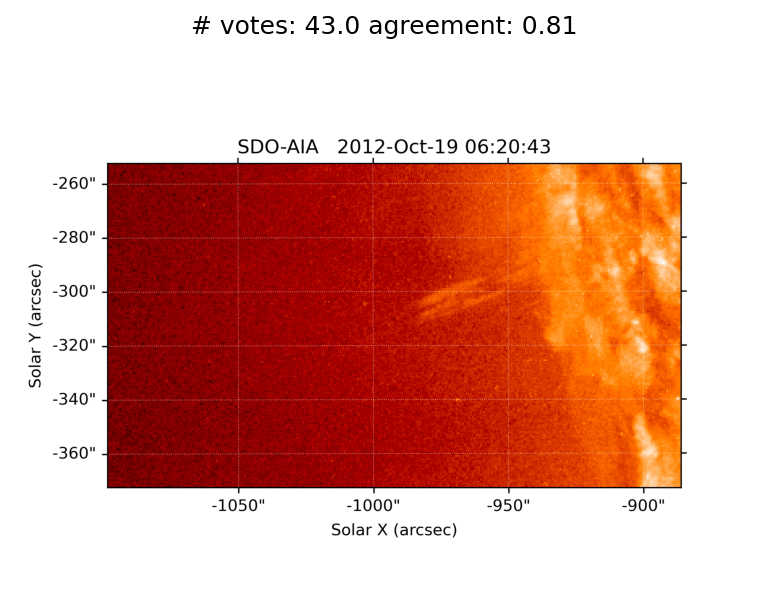 # votes: 43.0 agreement: 0.81
SDO-AIA   2012-Oct-19 06:20:43
-260"
-280"
-300"
-320"
-340"
-360"
Solar Y (arcsec)
-1050"
-1000"
-950"
-900"
Solar X (arcsec)